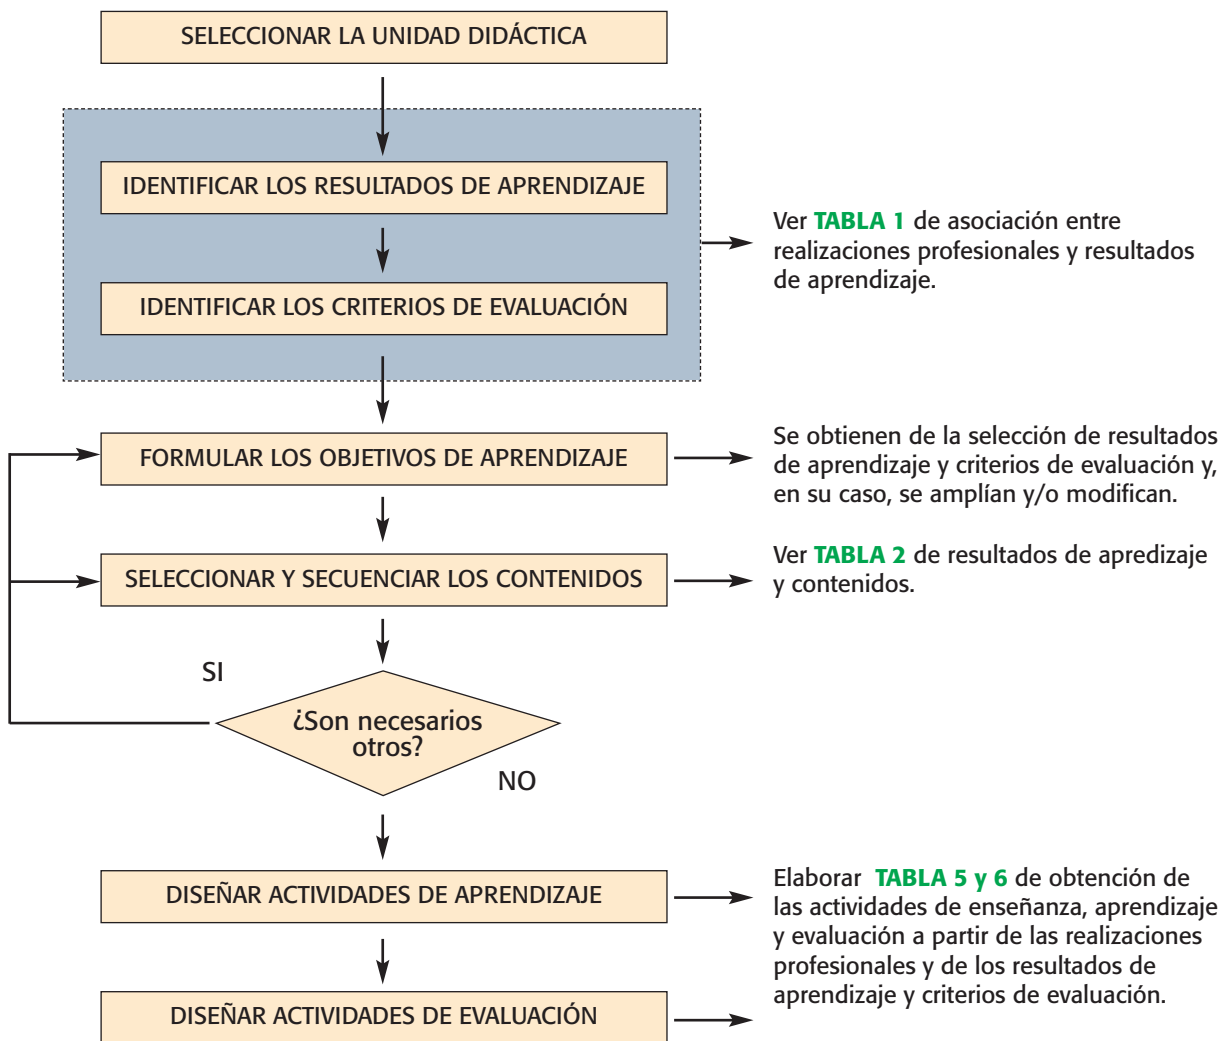 SELECCIONAR LA UNIDAD DIDÁCTICA
IDENTIFICAR LOS RESULTADOS DE APRENDIZAJE
IDENTIFICAR LOS CRITERIOS DE EVALUACIÓN
Ver TABLA 1 de asociación entre
realizaciones profesionales y resultados
de aprendizaje.
FORMULAR LOS OBJETIVOS DE APRENDIZAJE
Se obtienen de la selección de resultados
de aprendizaje y criterios de evaluación y,
en su caso, se amplían y/o modifican.
SELECCIONAR Y SECUENCIAR LOS CONTENIDOS
Ver TABLA 2 de resultados de apredizaje
y contenidos.
SI
¿Son necesarios
otros?
NO
DISEÑAR ACTIVIDADES DE APRENDIZAJE
Elaborar TABLA 5 y 6 de obtención de
las actividades de enseñanza, aprendizaje
y evaluación a partir de las realizaciones
profesionales y de los resultados de
aprendizaje y criterios de evaluación.
DISEÑAR ACTIVIDADES DE EVALUACIÓN